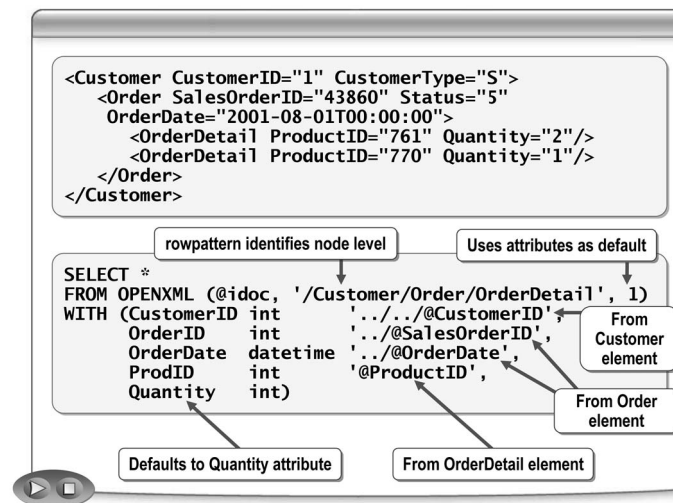 <Customer CustomerID="1" CustomerType="S">
<Order SalesOrderID="43860" Status="5"
OrderDate="2001-08-01T00:00:00">
<OrderDetail ProductID="761" Quantity="2"/>
<OrderDetail ProductID="770" Quantity="1"/>
</Order>
</Customer>
rowpattern identifies node level
Uses attributes as default
SELECT *
FROM OPENXML (@idoc, '/Customer/Order/OrderDetail', 1)
WITH (CustomerID int '../../@CustomerID',
OrderID int '../@SalesOrderID',
OrderDate datetime '../@OrderDate',
ProdID int '@ProductID',
Quantity int)
From
Customer
element
From Order
element
Defaults to Quantity attribute
From OrderDetail element